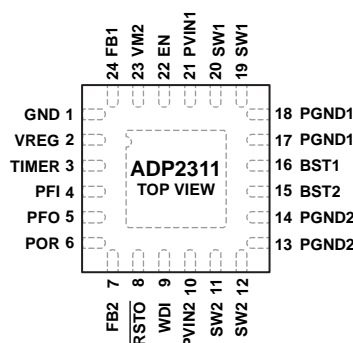 24 FB1
23 VM2
22 EN
21 PVIN1
20 SW1
19 SW1
GND 1
VREG 2
TIMER 3
PFI 4
PFO 5
POR 6
ADP2311
TOP VIEW
18 PGND1
17 PGND1
16 BST1
15 BST2
14 PGND2
13 PGND2
FB2 7
RSTO 8
WDI 9
PVIN2 10
SW2 11
SW2 12